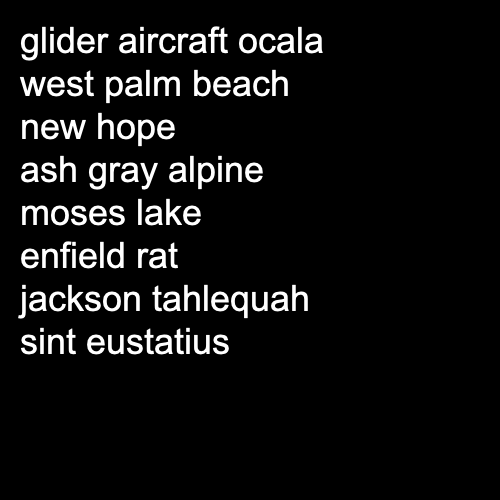 glider aircraft ocala
west palm beach
new hope
ash gray alpine
moses lake
enfield rat
jackson tahlequah
sint eustatius